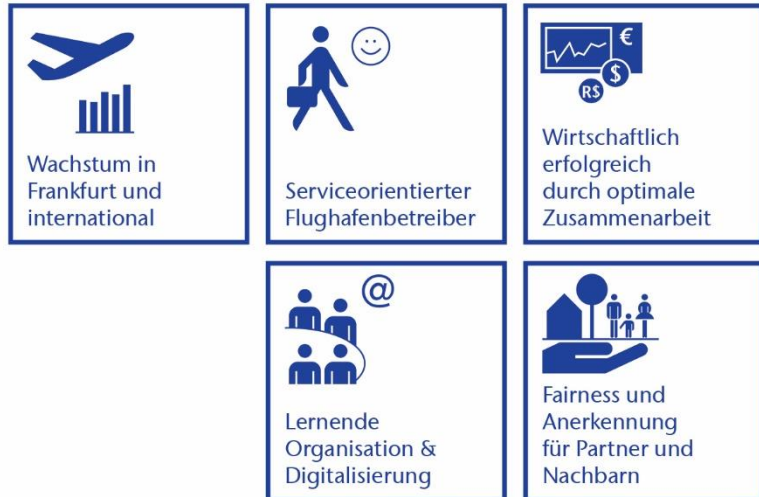 Wachstum in
Frankfurt und
international
Serviceorientierter
Flughafenbetreiber
€
$
R$
Wirtschaftlich
erfolgreich
durch optimale
Zusammenarbeit
@
Lernende
Organisation &
Digitalisierung
Fairness und
Anerkennung
für Partner und
Nachbarn